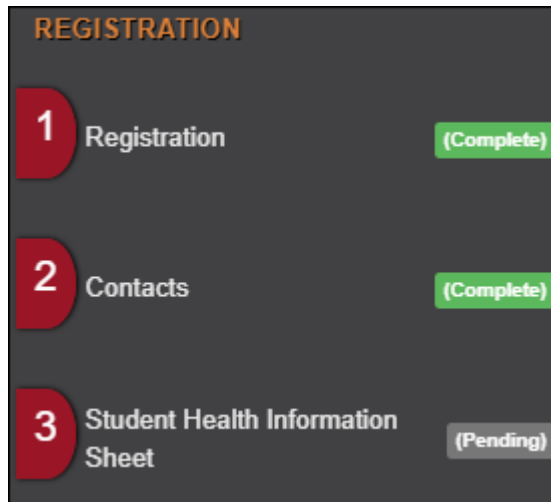 REGISTRATION
1 Registration (Complete)
2 Contacts (Complete)
3 Student Health Information
Sheet (Pending)